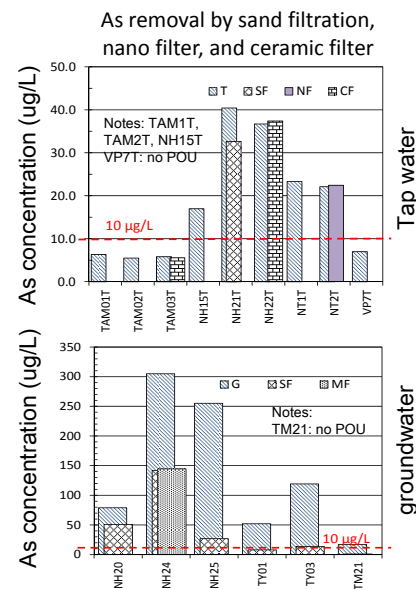 As removal by sand filtration,
nano filter, and ceramic filter
As concentration (ug/L)
50.0
40.0
30.0
20.0
10.0
0.0
T SF NF CF
Notes: TAM1T,
TAM2T, NH15T
VP7T: no POU
10 µg/L
TAM01T
TAM02T
TAM03T
NH15T
NH21T
NH22T
NT1T
NT2T
VP7T
Tap water
As concentration (ug/L)
350
300
250
200
150
100
50
0
G SF MF
Notes:
TM21: no POU
10 µg/L
NH20
NH24
NH25
TY01
TY03
TM21
groundwater